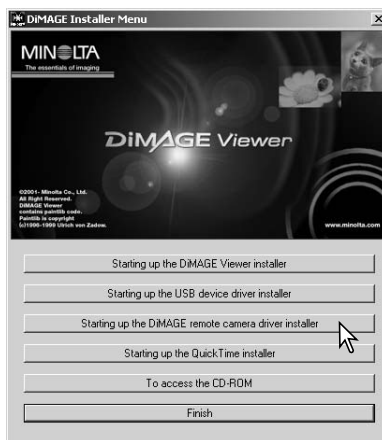 DiMAGE Installer Menu
MINOLTA
The essentials of imaging
DiMAGE Viewer
©2001- Minolta Co., Ltd.
All Right Reserved.
DiMAGE Viewer
contains paintlib code.
Paintlib is copyright
(c)1996-1999 Ulrich von Zadow.
www.minolta.com
Starting up the DiMAGE Viewer installer
Starting up the USB device driver installer
Starting up the DiMAGE remote camera driver installer
Starting up the QuickTime installer
To access the CD-ROM
Finish